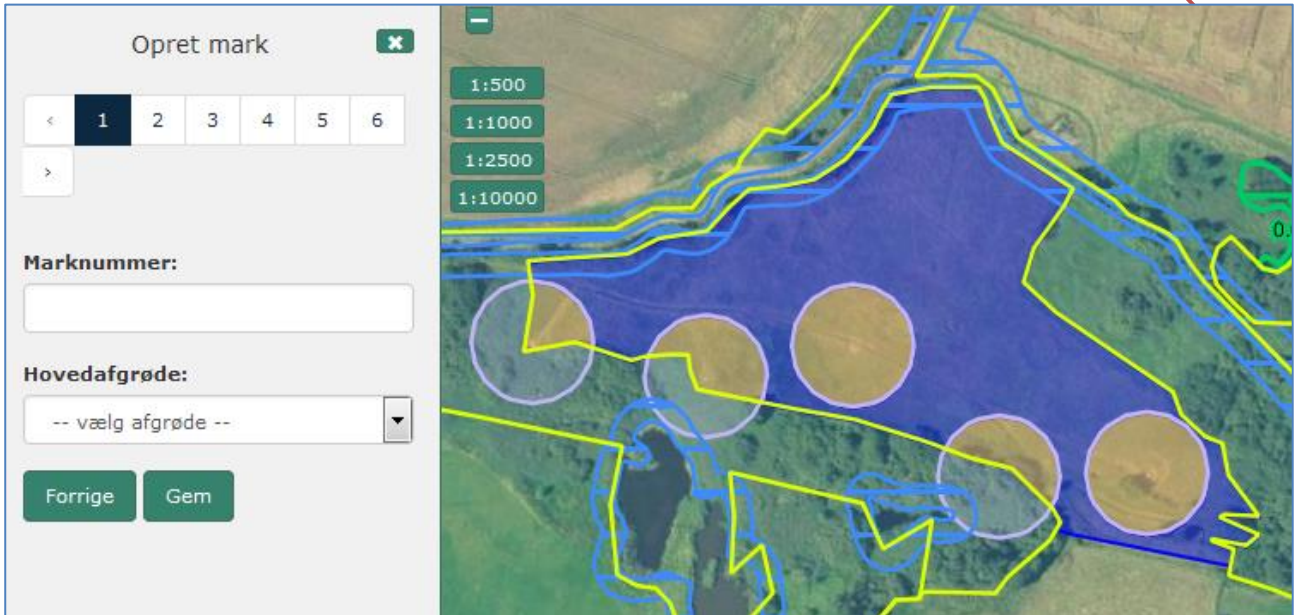 Opret mark
‹ 1 2 3 4 5 6
›
Marknummer:
Hovedafgrøde:
-- vælg afgrøde --
Forrige Gem
1:500
1:1000
1:2500
1:10000